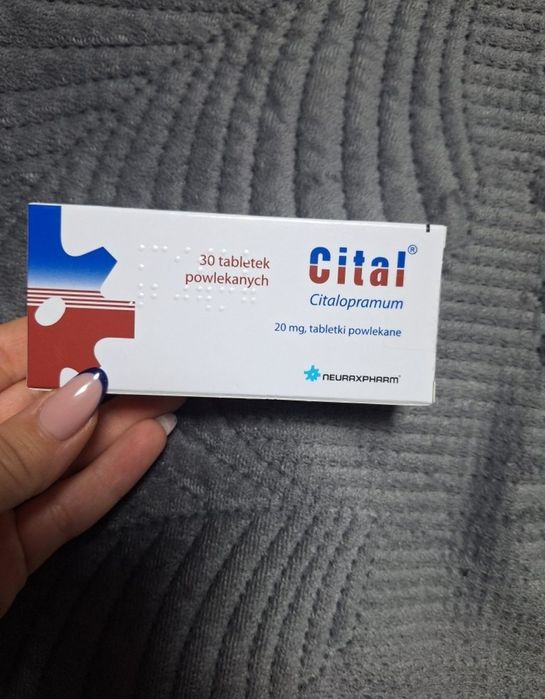 30 tabletek
powlekanych
Cital®
Citalopramum
20 mg, tabletki powlekane
NEURAXPHARM®